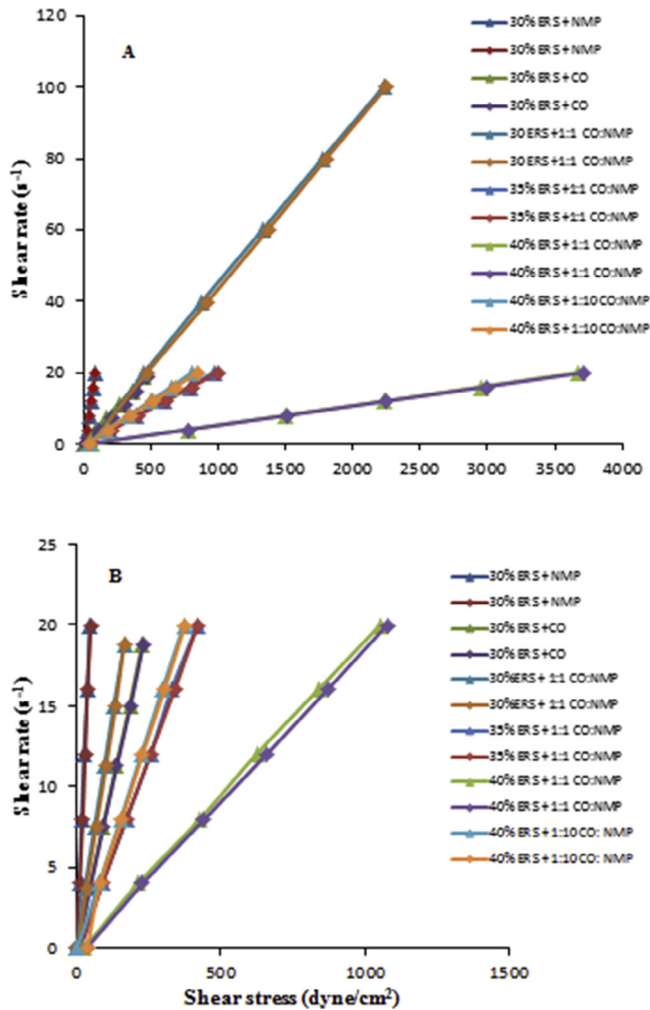 A
120
100
80
60
40
20
0
0 500 1000 1500 2000 2500 3000 3500 4000
Shear rate (s-1)
30% ERS+NMP
30% ERS+NMP
30% ERS+CO
30% ERS+CO
30 ERS+1:1 CO:NMP
30 ERS+1:1 CO:NMP
35% ERS+1:1 CO:NMP
35% ERS+1:1 CO:NMP
40% ERS+1:1 CO:NMP
40% ERS+1:1 CO:NMP
40% ERS+1:10 CO:NMP
40% ERS+1:10 CO:NMP
B
25
20
15
10
5
0
0 500 1000 1500
Shear rate (s-1)
Shear stress (dyne/cm2)
30% ERS+NMP
30% ERS+NMP
30% ERS+CO
30% ERS+CO
30%ERS+ 1:1 CO:NMP
30%ERS+ 1:1 CO:NMP
35% ERS+1:1 CO:NMP
35% ERS+1:1 CO:NMP
40% ERS+1:1 CO:NMP
40% ERS+1:1 CO:NMP
40% ERS+1:10 CO: NMP
40% ERS+1:10 CO: NMP